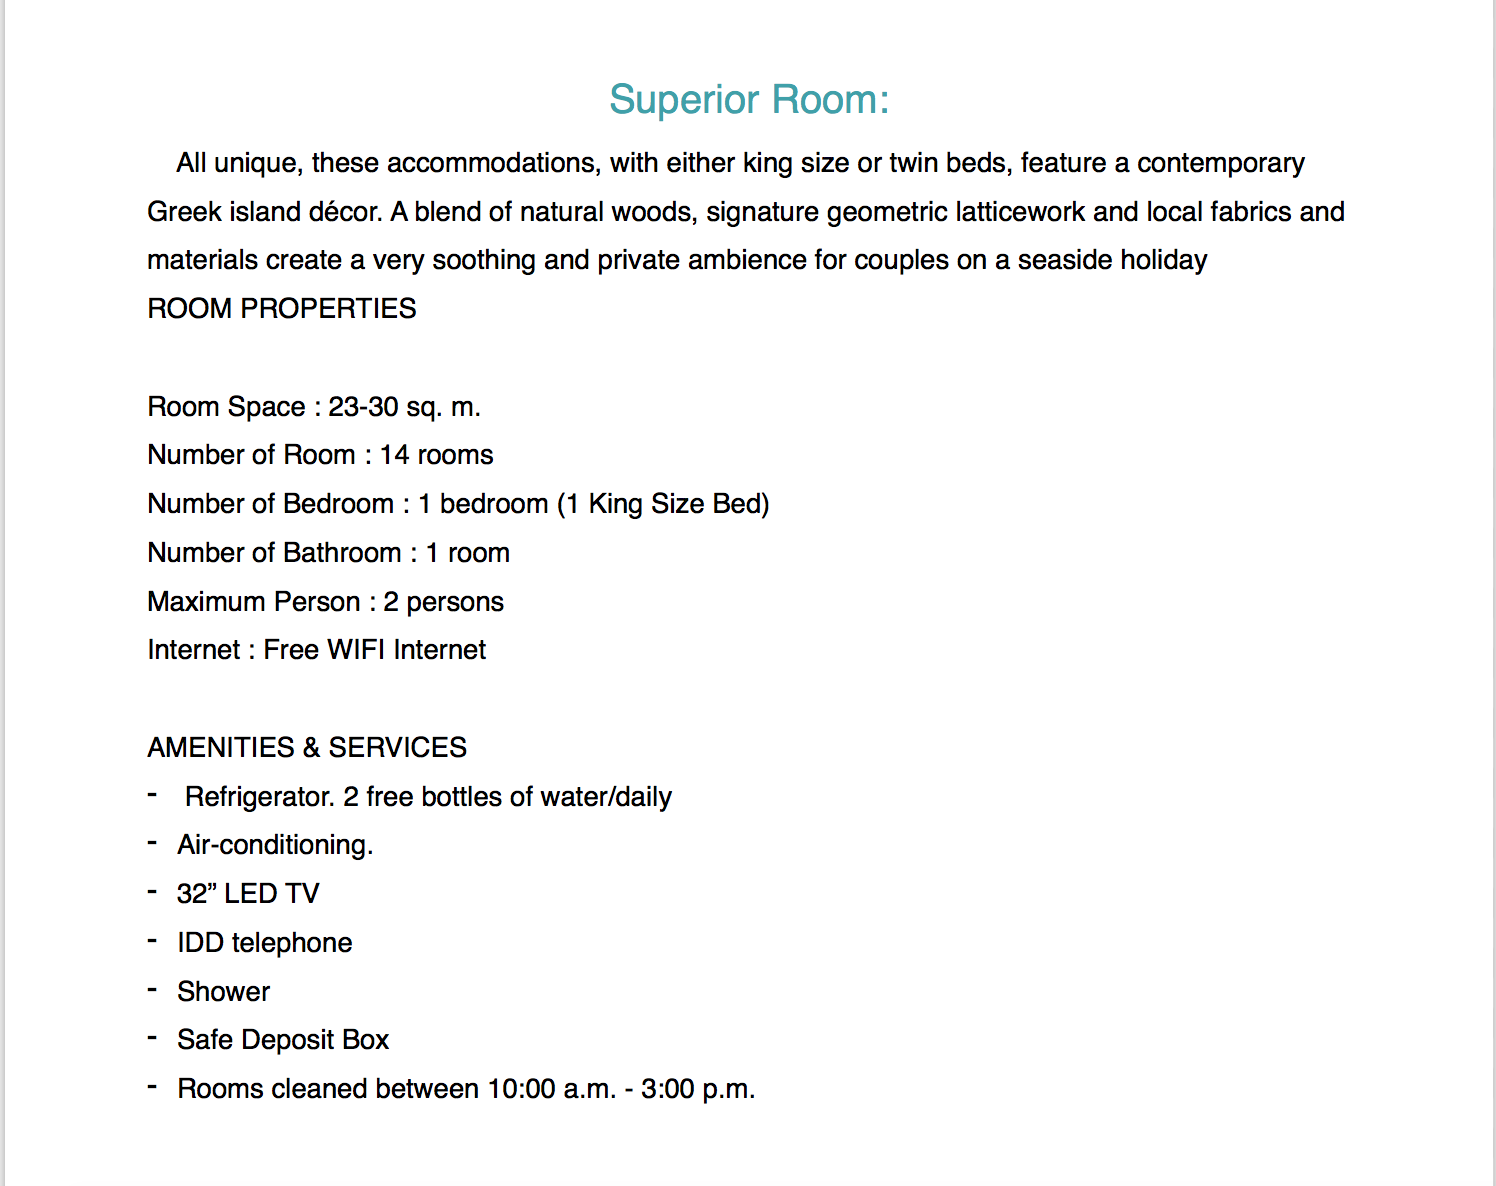 Superior Room:
All unique, these accommodations, with either king size or twin beds, feature a contemporary
Greek island décor. A blend of natural woods, signature geometric latticework and local fabrics and
materials create a very soothing and private ambience for couples on a seaside holiday
ROOM PROPERTIES
Room Space : 23-30 sq. m.
Number of Room : 14 rooms
Number of Bedroom : 1 bedroom (1 King Size Bed)
Number of Bathroom : 1 room
Maximum Person : 2 persons
Internet : Free WIFI Internet
AMENITIES & SERVICES
- Refrigerator. 2 free bottles of water/daily
- Air-conditioning.
- 32” LED TV
- IDD telephone
- Shower
- Safe Deposit Box
- Rooms cleaned between 10:00 a.m. - 3:00 p.m.